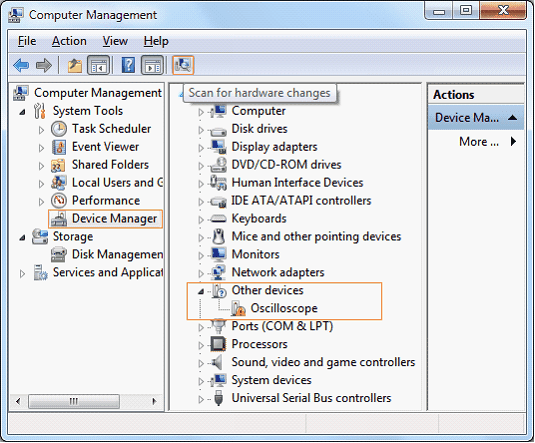 Computer Management
File Action View Help
Scan for hardware changes
Computer Management
System Tools
Task Scheduler
Event Viewer
Shared Folders
Local Users and G
Performance
Device Manager
Storage
Disk Management
Services and Applicat
Computer
Disk drives
Display adapters
DVD/CD-ROM drives
Human Interface Devices
IDE ATA/ATAPI controllers
Keyboards
Mice and other pointing devices
Monitors
Network adapters
Other devices
Oscilloscope
Ports (COM & LPT)
Processors
Sound, video and game controllers
System devices
Universal Serial Bus controllers
Actions
Device Ma...
More ...